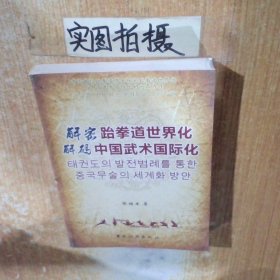 实图拍摄
解密 跆拳道世界化
解疑 中国武术国际化
태권도의 발전범례를 통한
중국무술의 세계화 방안